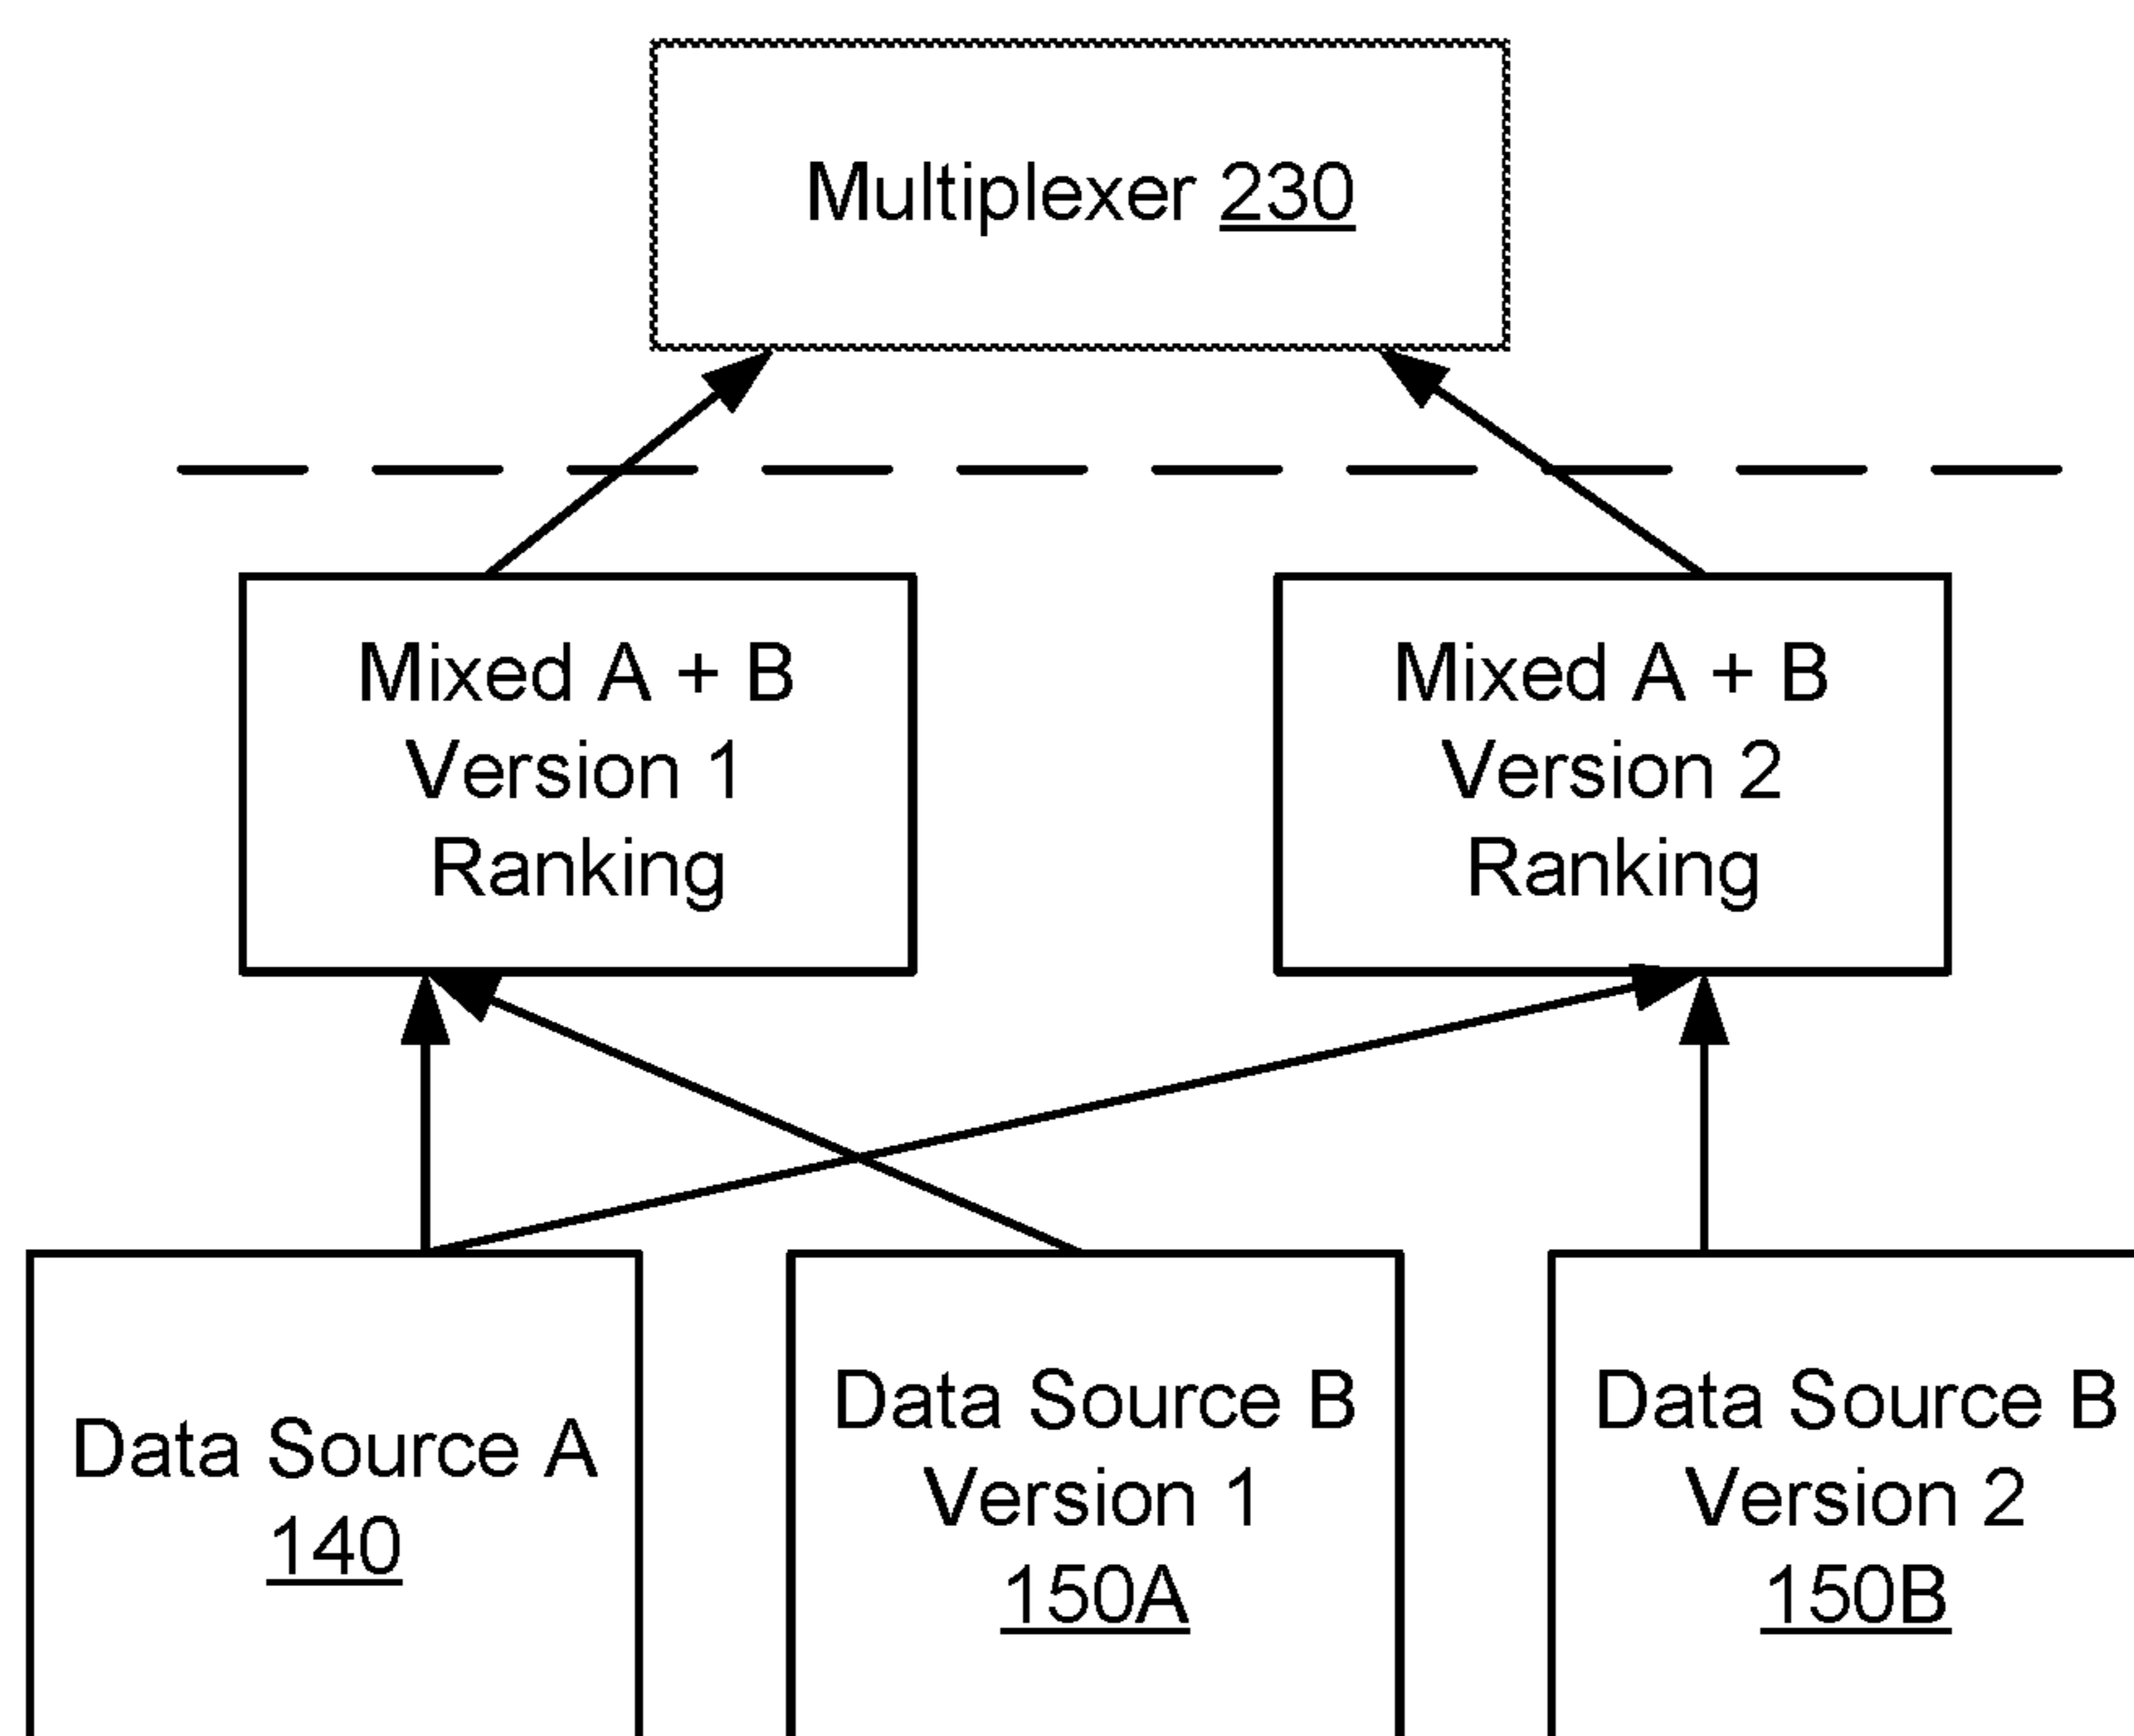 Multiplexer 230
Mixed A + B
Version 1
Ranking
Mixed A + B
Version 2
Ranking
Data Source A
140
Data Source B
Version 1
150A
Data Source B
Version 2
150B